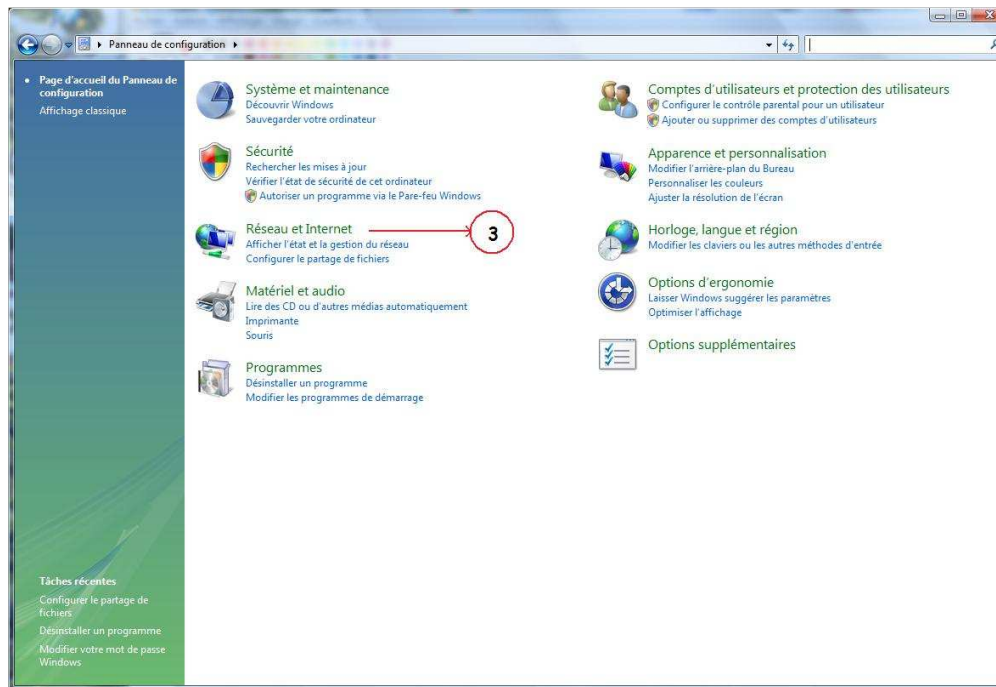 Panneau de configuration
Page d'accueil du Panneau de
configuration
Affichage classique
Système et maintenance
Découvrir Windows
Sauvegarder votre ordinateur
Sécurité
Rechercher les mises à jour
Vérifier l'état de sécurité de cet ordinateur
Autoriser un programme via le Pare-feu Windows
Réseau et Internet
3
Afficher l'état et la gestion du réseau
Configurer le partage de fichiers
Matériel et audio
Lire des CD ou d'autres médias automatiquement
Imprimante
Souris
Programmes
Désinstaller un programme
Modifier les programmes de démarrage
Comptes d'utilisateurs et protection des utilisateurs
Configurer le contrôle parental pour un utilisateur
Ajouter ou supprimer des comptes d'utilisateurs
Apparence et personnalisation
Modifier l'arrière-plan du Bureau
Personnaliser les couleurs
Ajuster la résolution de l'écran
Horloge, langue et région
Modifier les claviers ou les autres méthodes d'entrée
Options d'ergonomie
Laisser Windows suggérer les paramètres
Optimiser l'affichage
Options supplémentaires
Tâches récentes
Configurer le partage de
fichiers
Désinstaller un programme
Modifier votre mot de passe
Windows